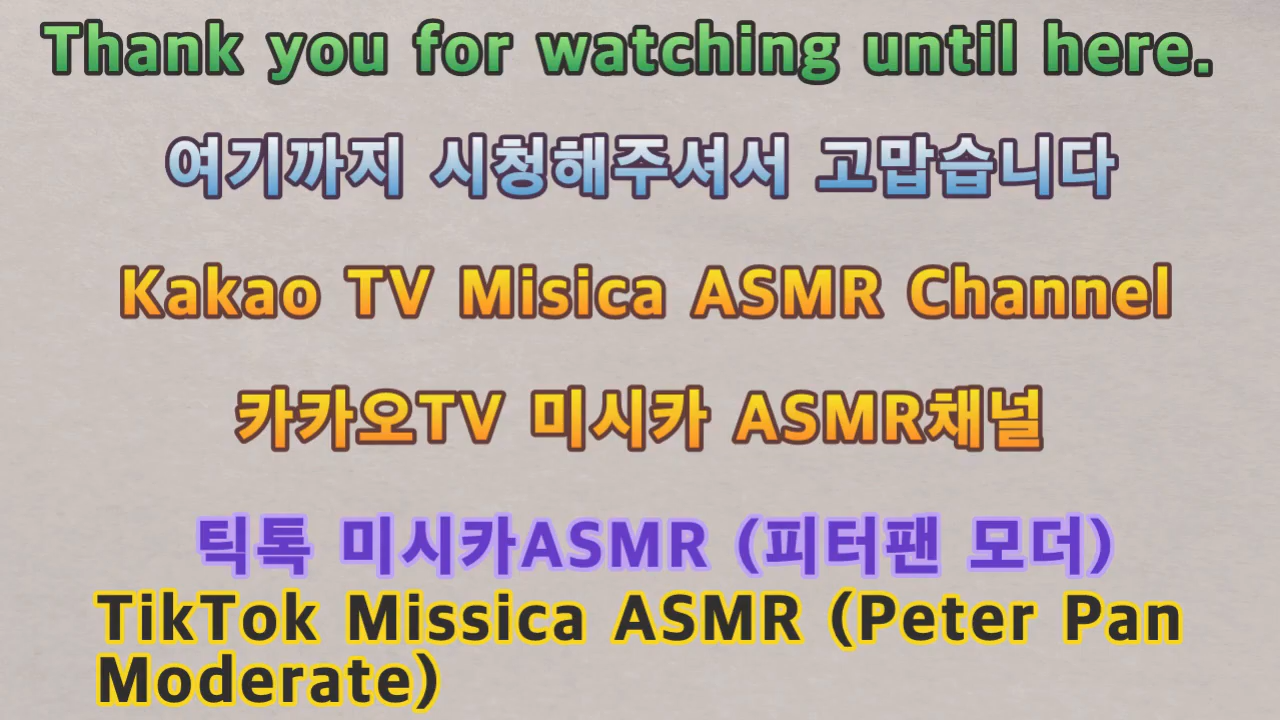 Thank you for watching until here.
여기까지 시청해주셔서 고맙습니다
Kakao TV Misica ASMR Channel
카카오TV 미시카 ASMR채널
틱톡 미시카ASMR (피터팬 모더)
TikTok Missica ASMR (Peter Pan
Moderate)